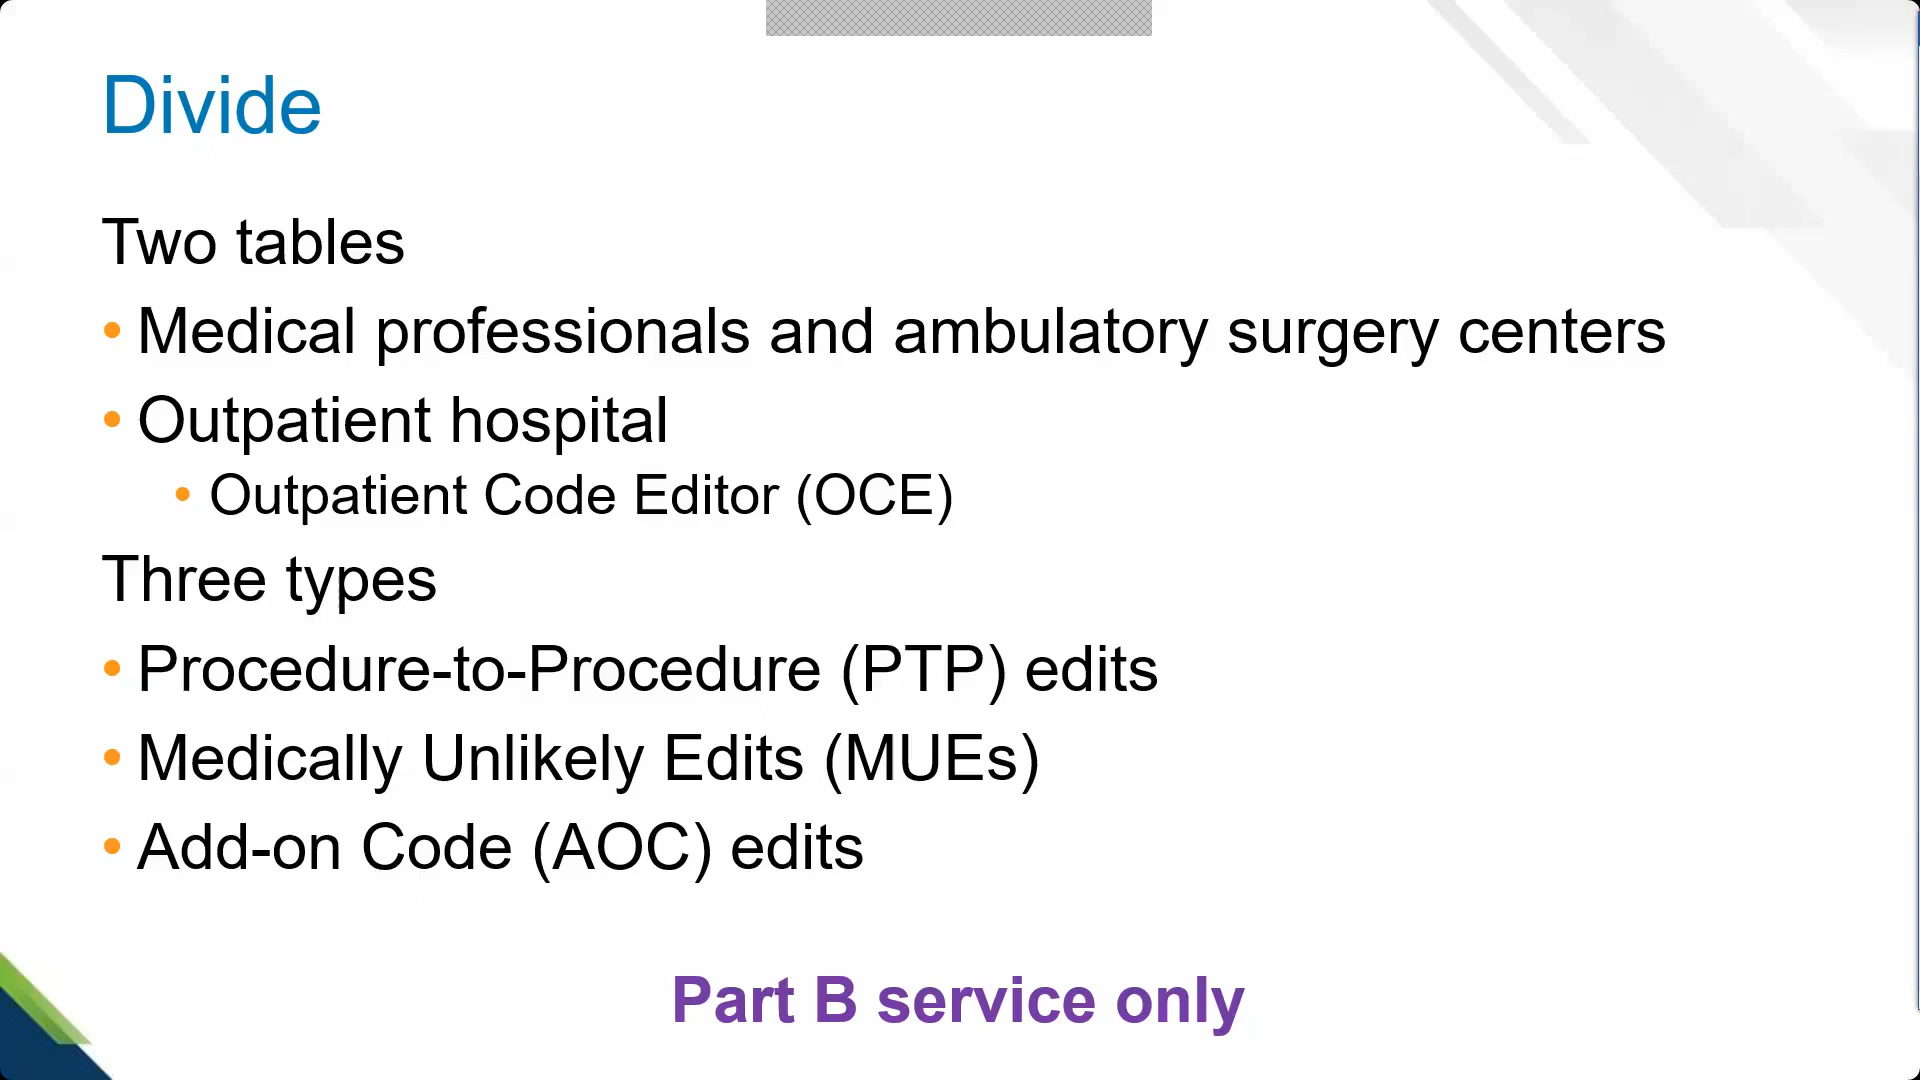 Divide
Two tables
• Medical professionals and ambulatory surgery centers
• Outpatient hospital
• Outpatient Code Editor (OCE)
Three types
• Procedure-to-Procedure (PTP) edits
• Medically Unlikely Edits (MUEs)
• Add-on Code (AOC) edits
Part B service only